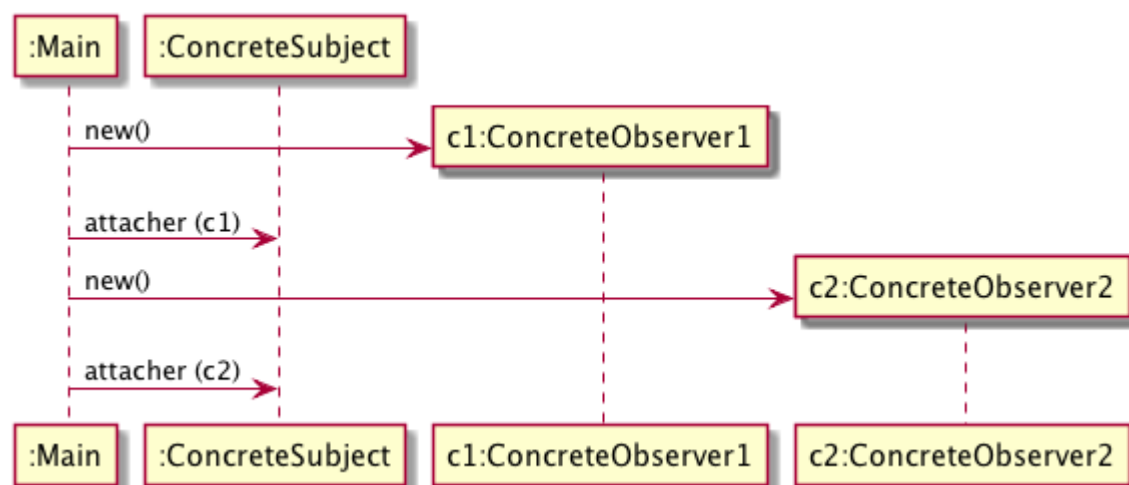 :Main
:ConcreteSubject
new()
c1:ConcreteObserver1
attacher (c1)
new()
c2:ConcreteObserver2
attacher (c2)
:Main
:ConcreteSubject
c1:ConcreteObserver1
c2:ConcreteObserver2